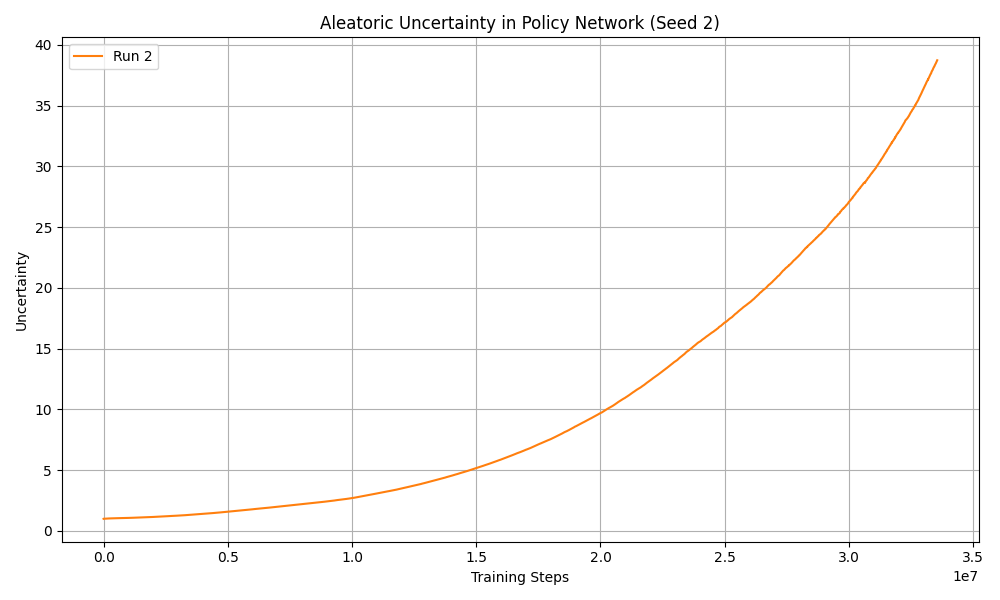 Aleatoric Uncertainty in Policy Network (Seed 2)
Run 2
40
35
30
25
20
15
10
5
0
Uncertainty
0.0 0.5 1.0 1.5 2.0 2.5 3.0 3.5
1e7
Training Steps